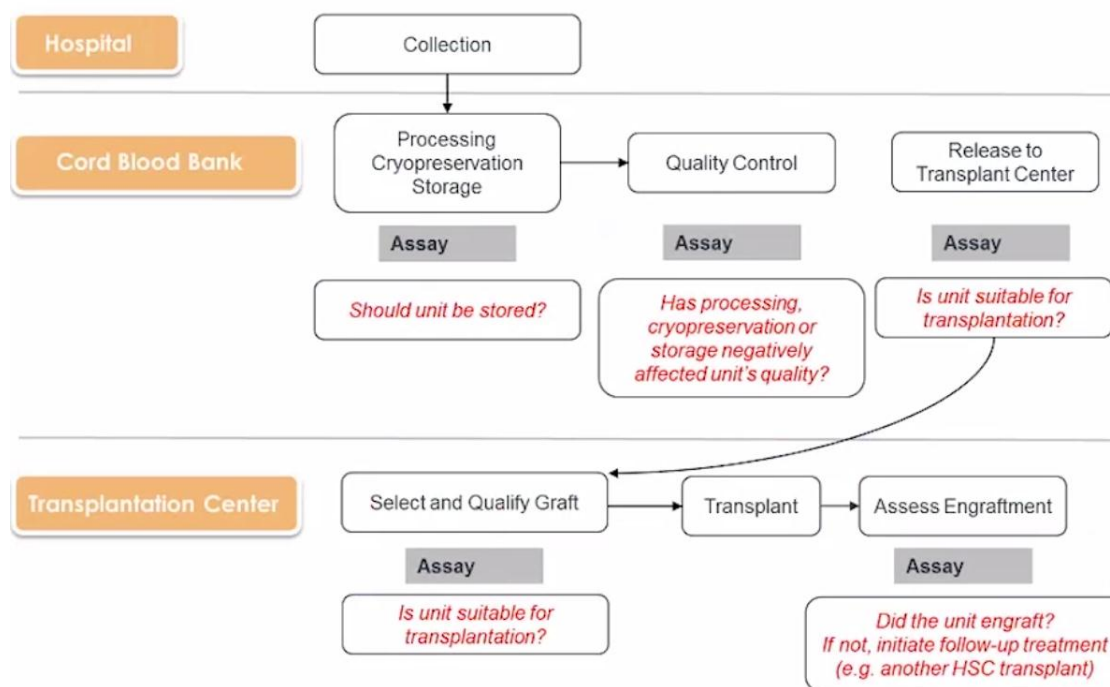 Hospital
Collection
Cord Blood Bank
Processing
Cryopreservation
Storage
Quality Control
Release to
Transplant Center
Assay
Assay
Assay
Should unit be stored?
Has processing,
cryopreservation or
storage negatively
affected unit's quality?
Is unit suitable for
transplantation?
Transplantation Center
Select and Qualify Graft
Transplant
Assess Engraftment
Assay
Assay
Is unit suitable for
transplantation?
Did the unit engraft?
If not, initiate follow-up treatment
(e.g. another HSC transplant)